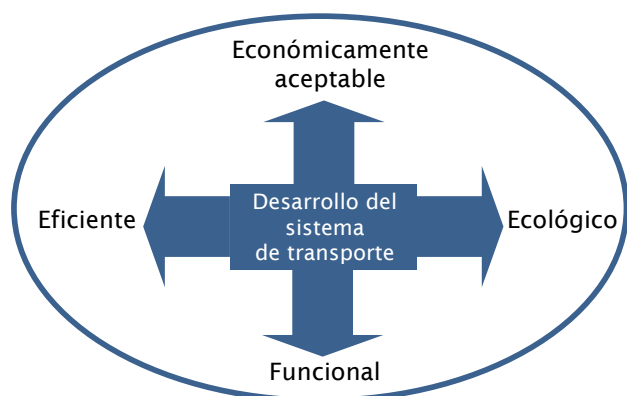 Económicamente
aceptable
Eficiente
Desarrollo del
sistema
de transporte
Ecológico
Funcional